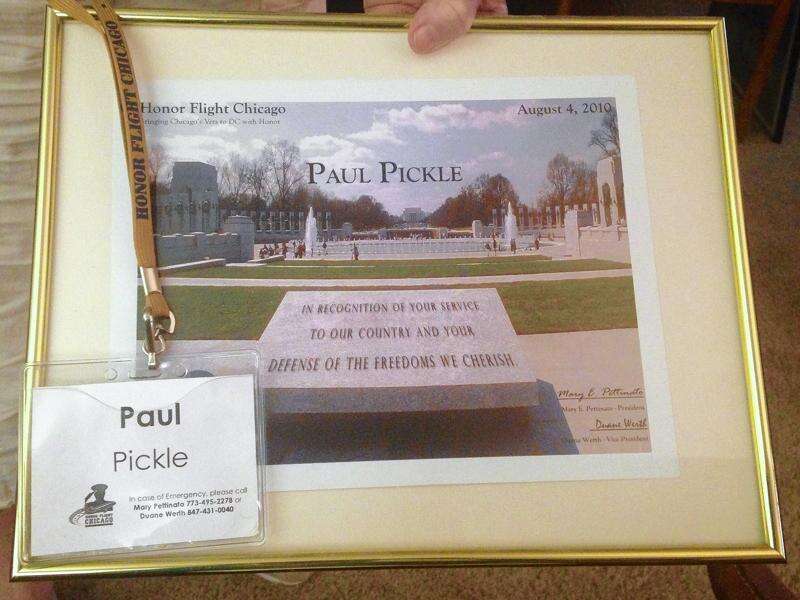 HONOR FLIGHT CHICAGO
Honor Flight Chicago
Bringing Chicago's Vets to DC with Honor
August 4, 2010
PAUL PICKLE
IN RECOGNITION OF YOUR SERVICE
TO OUR COUNTRY AND YOUR
DEFENSE OF THE FREEDOMS WE CHERISH.
Mary E. Pettinato
Mary E. Pettinato - President
Duane Werth
Duane Werth - Vice President
Paul
Pickle
In case of Emergency, please call
Mary Pettinato 773-495-2278 or
Duane Werth 847-431-0040
HONOR FLIGHT
CHICAGO